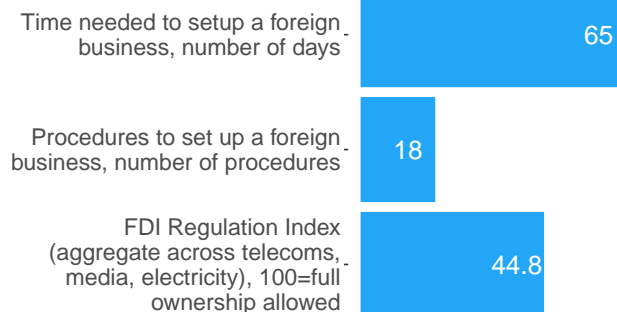 Time needed to setup a foreign
business, number of days
65
Procedures to set up a foreign
business, number of procedures
18
FDI Regulation Index
(aggregate across telecoms,
media, electricity), 100=full
ownership allowed
44.8